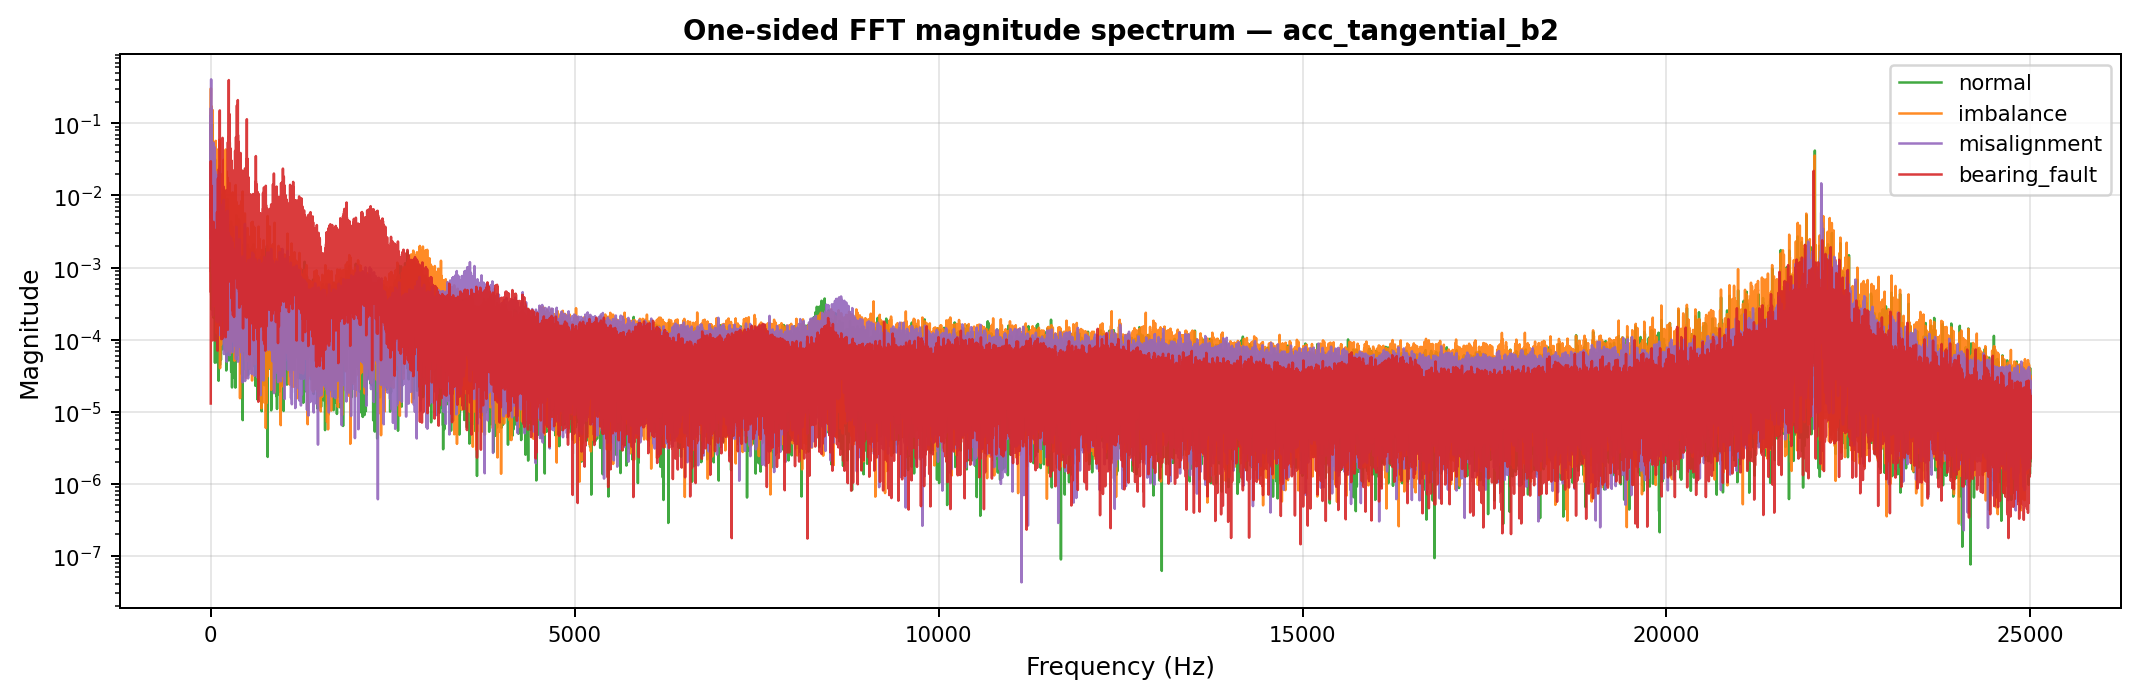 One-sided FFT magnitude spectrum — acc_tangential_b2
Magnitude
10⁻¹
10⁻²
10⁻³
10⁻⁴
10⁻⁵
10⁻⁶
10⁻⁷
normal
imbalance
misalignment
bearing_fault
0 5000 10000 15000 20000 25000
Frequency (Hz)